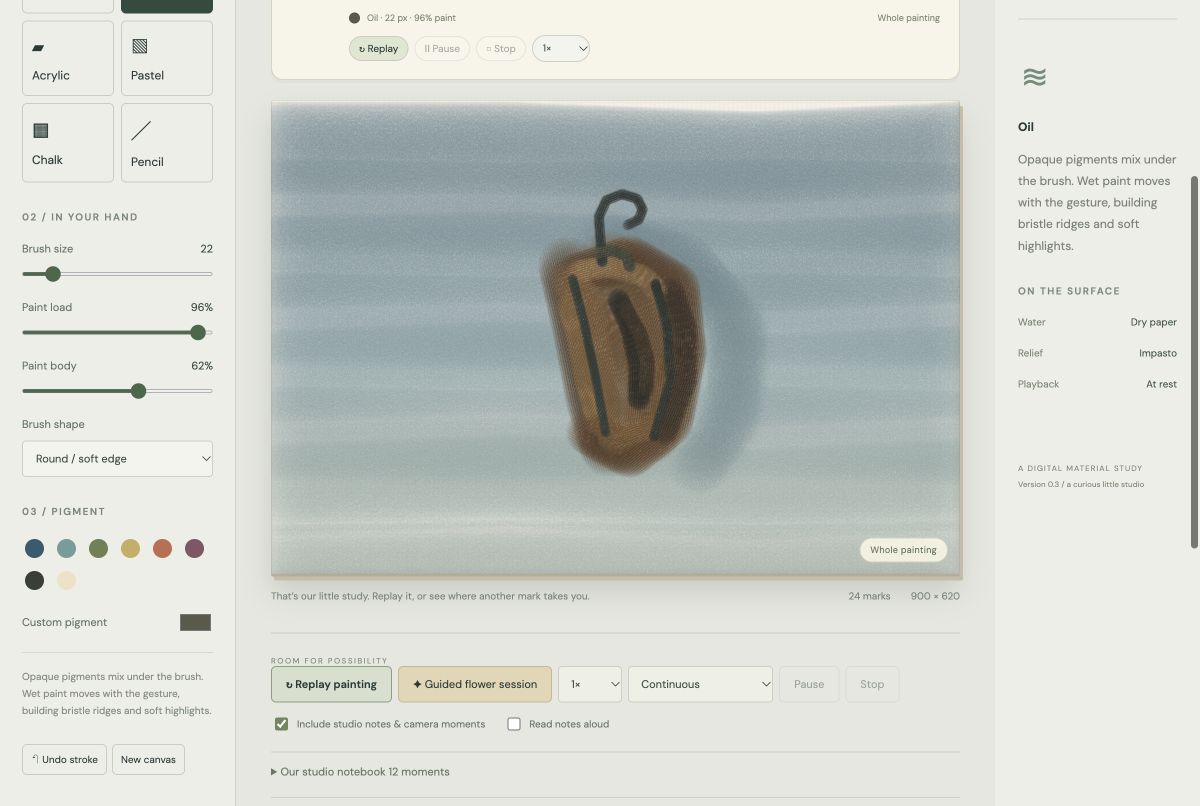 Acrylic
Pastel
Chalk
Pencil
02 / IN YOUR HAND
Brush size 22
Paint load 96%
Paint body 62%
Brush shape
Round / soft edge
03 / PIGMENT
Custom pigment
Opaque pigments mix under the brush.
Wet paint moves with the gesture,
building bristle ridges and soft highlights.
Undo stroke
New canvas
Oil · 22 px · 96% paint
Whole painting
↻ Replay
II Pause
▫ Stop
1×
Whole painting
That's our little study. Replay it, or see where another mark takes you.
24 marks
900 × 620
ROOM FOR POSSIBILITY
↻ Replay painting
✦ Guided flower session
1×
Continuous
Pause
Stop
Include studio notes & camera moments
Read notes aloud
▶ Our studio notebook 12 moments
Oil
Opaque pigments mix under
the brush. Wet paint moves
with the gesture, building
bristle ridges and soft
highlights.
ON THE SURFACE
Water Dry paper
Relief Impasto
Playback At rest
A DIGITAL MATERIAL STUDY
Version 0.3 / a curious little studio